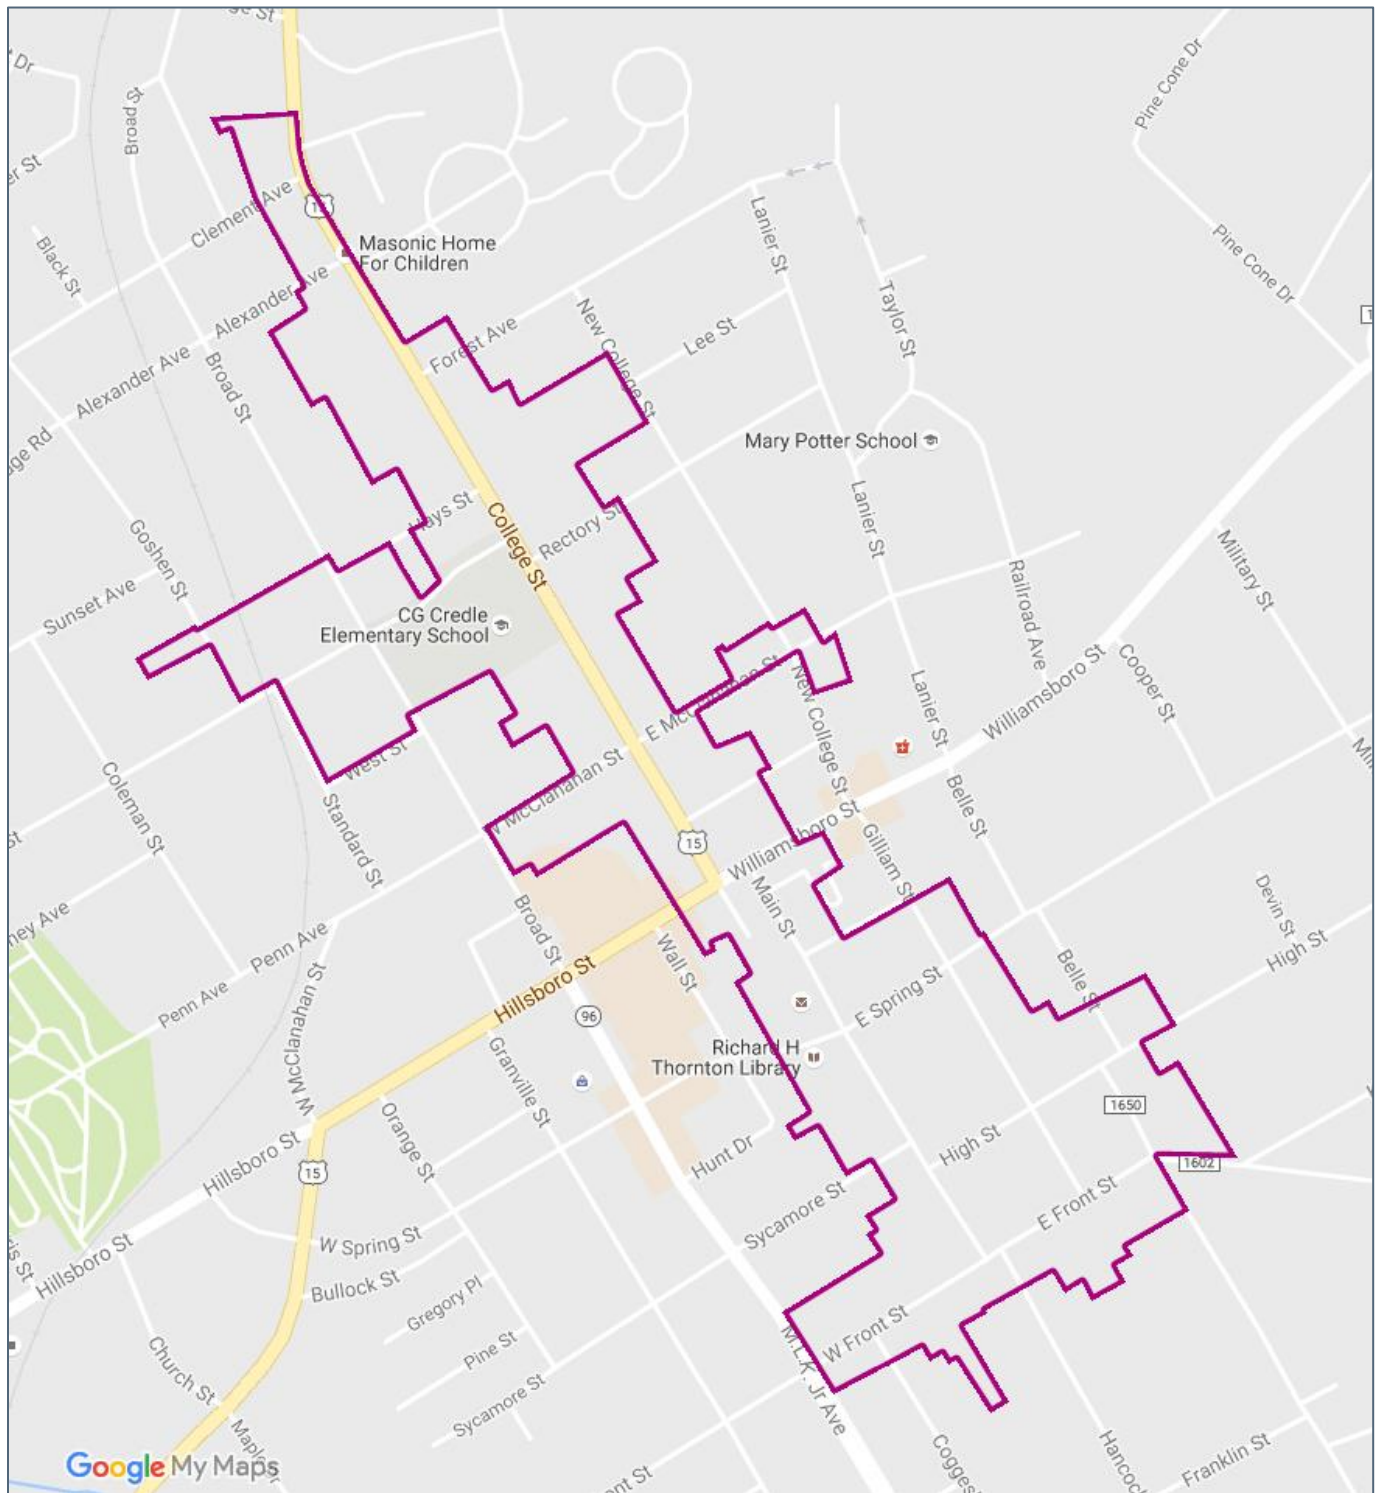 Broad St
Pine Cone Dr
Dr
Clement Ave
15
Lanier St
Masonic Home
For Children
Pine Cone Dr
Black St
Alexander Ave
New College St
Taylor St
Forest Ave
Lee St
Alexander Ave
Broad St
Mary Potter School
Hays St
College St
Lanier St
Rectory St
Goshen St
Military St
Sunset Ave
Railroad Ave
CG Credle
Elementary School
Cooper St
New College St
Lanier St
Williamsboro St
West St
W McClanahan St
Coleman St
Standard St
Belle St
15
Williamsboro St
Gilliam St
Main St
Devin St
Broad St
Penn Ave
Wall St
High St
Hillsboro St
Belle St
Penn Ave
E Spring St
W McClanahan St
96
Richard H
Thornton Library
Granville St
1650
Orange St
Hillsboro St
High St
Hunt Dr
15
1602
Sycamore St
E Front St
W Spring St
Hillsboro St
Bullock St
Gregory Pl
W Front St
Pine St
M.L.K. Jr Ave
Church St
Sycamore St
Franklin St
Google My Maps